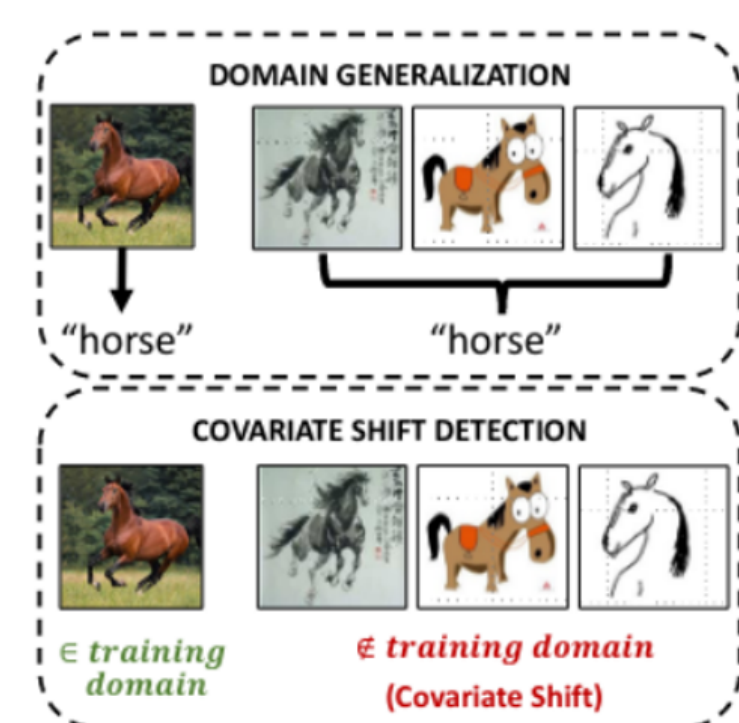 DOMAIN GENERALIZATION
“horse”
“horse”
COVARIATE SHIFT DETECTION
∈ training
domain
∉ training domain
(Covariate Shift)